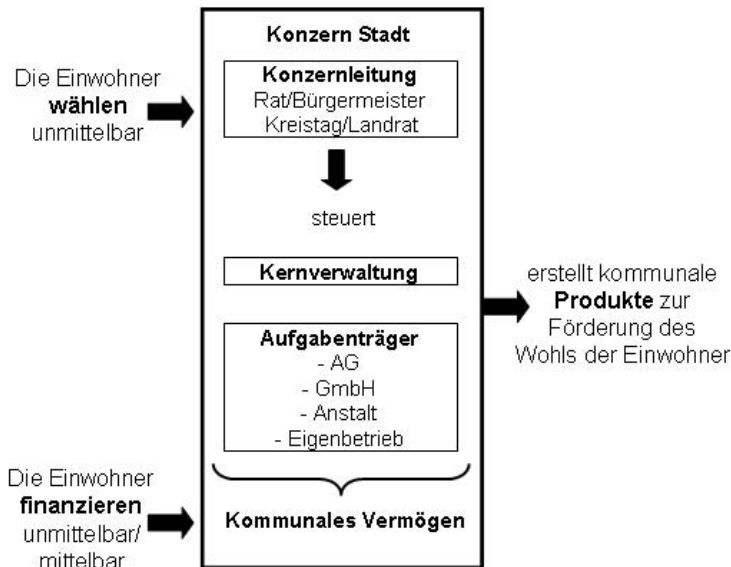 Konzern Stadt
Konzernleitung
Rat/Bürgermeister
Kreistag/Landrat
Die Einwohner
wählen
unmittelbar
steuert
Kernverwaltung
Aufgabenträger
- AG
- GmbH
- Anstalt
- Eigenbetrieb
Kommunales Vermögen
Die Einwohner
finanzieren
unmittelbar/
mittelbar
erstellt kommunale
Produkte zur
Förderung des
Wohls der Einwohner